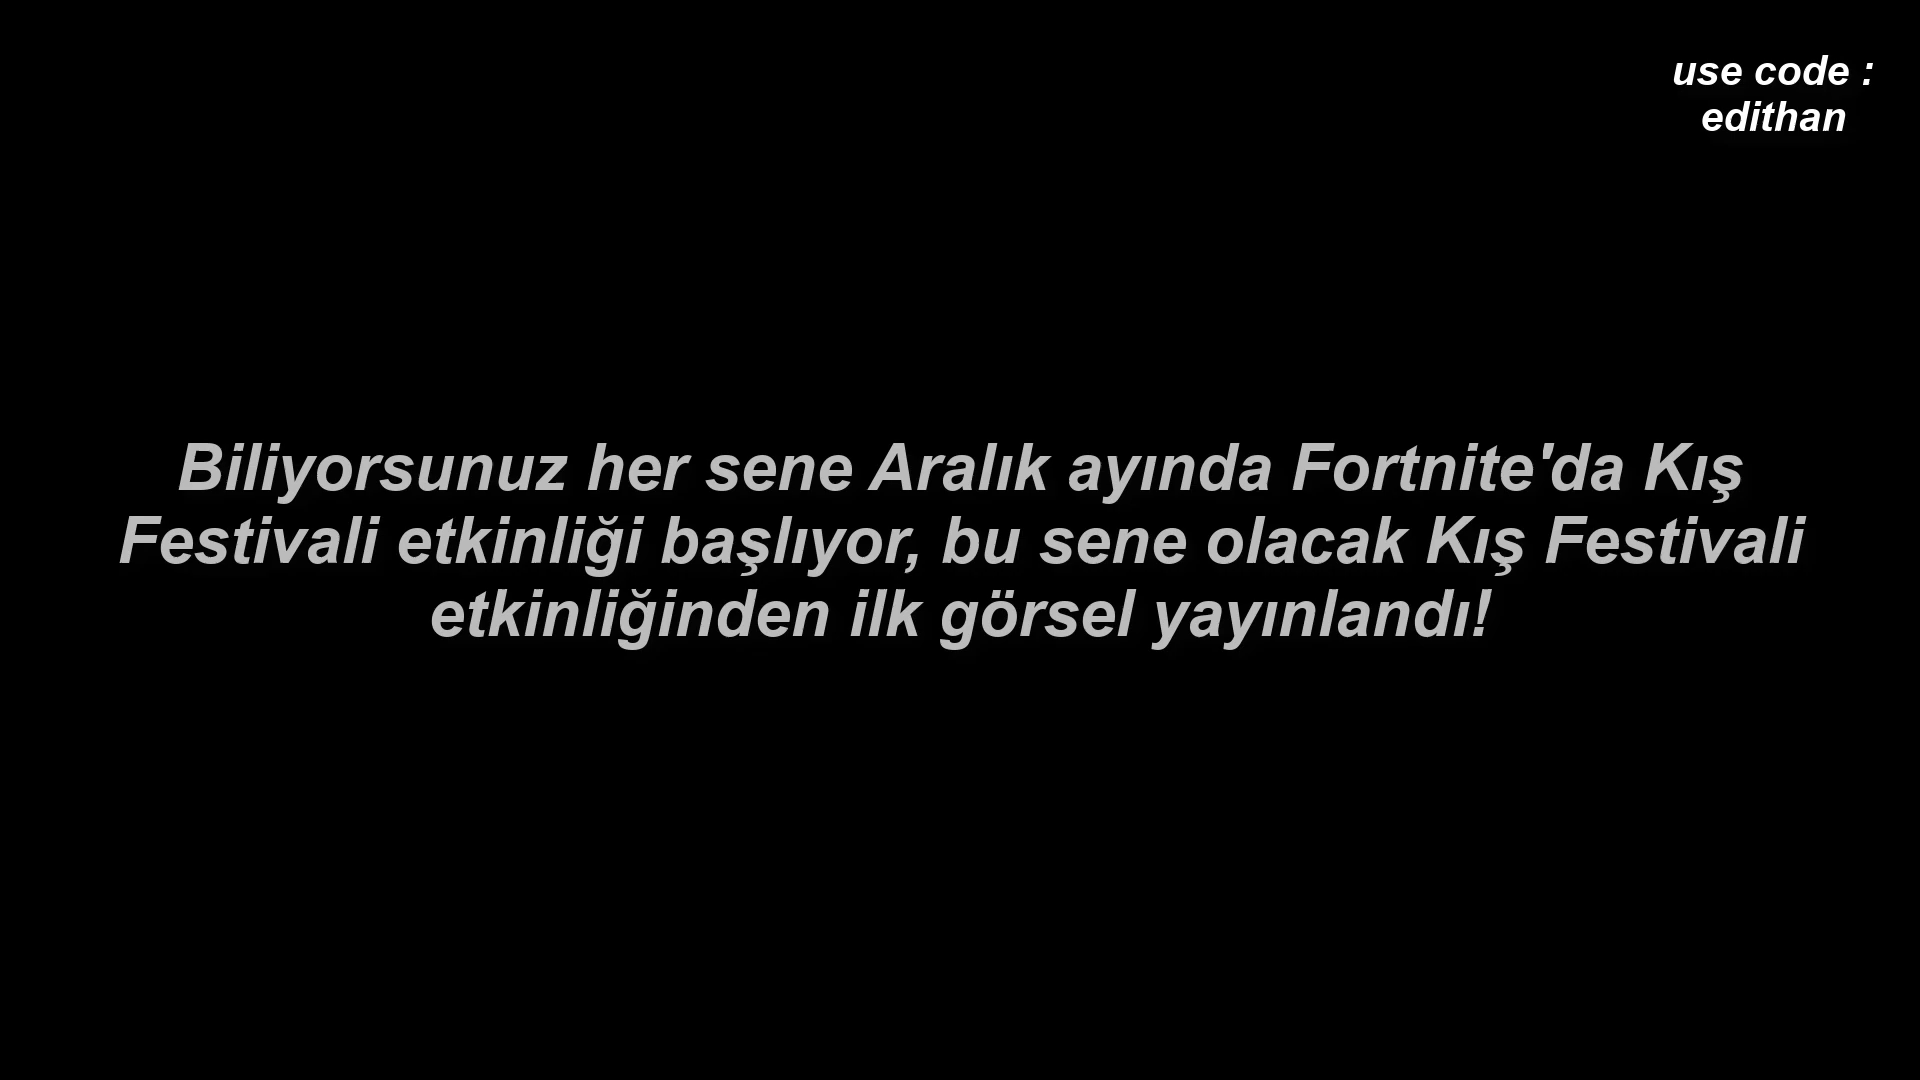 use code :
edithan
Biliyorsunuz her sene Aralık ayında Fortnite'da Kış
Festivali etkinliği başlıyor, bu sene olacak Kış Festivali
etkinliğinden ilk görsel yayınlandı!